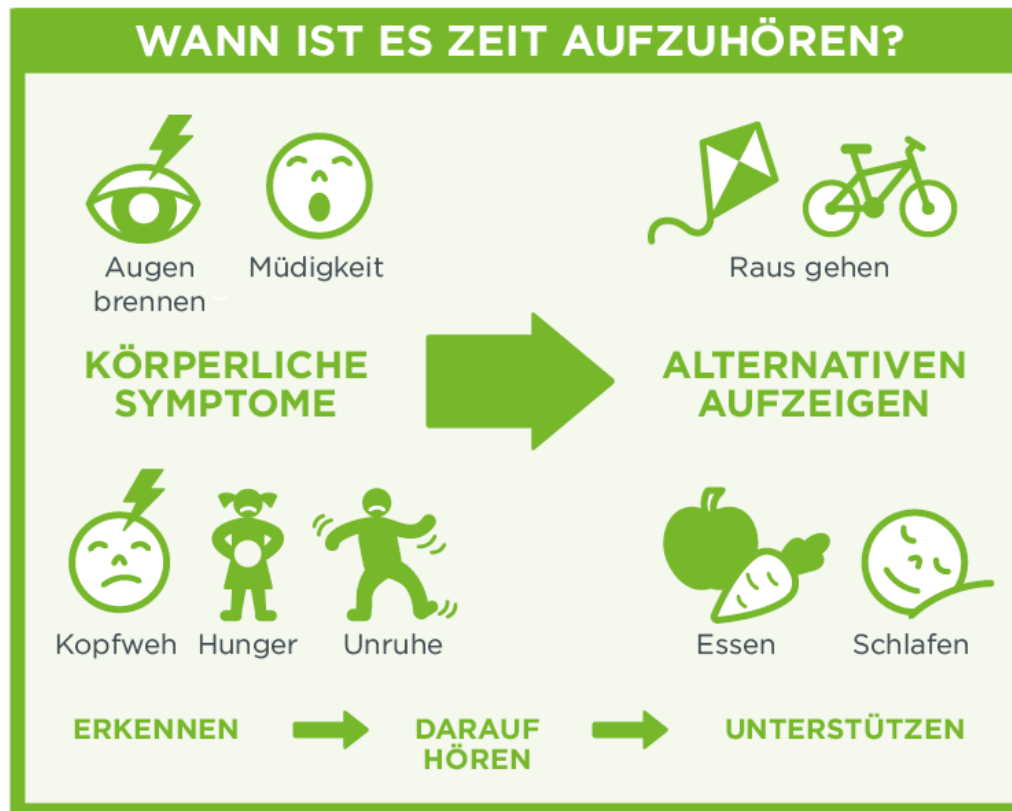 WANN IST ES ZEIT AUFZUHÖREN?
Augen
brennen
Müdigkeit
Raus gehen
KÖRPERLICHE
SYMPTOME
ALTERNATIVEN
AUFZEIGEN
Kopfweh
Hunger
Unruhe
Essen
Schlafen
ERKENNEN
DARAUF
HÖREN
UNTERSTÜTZEN